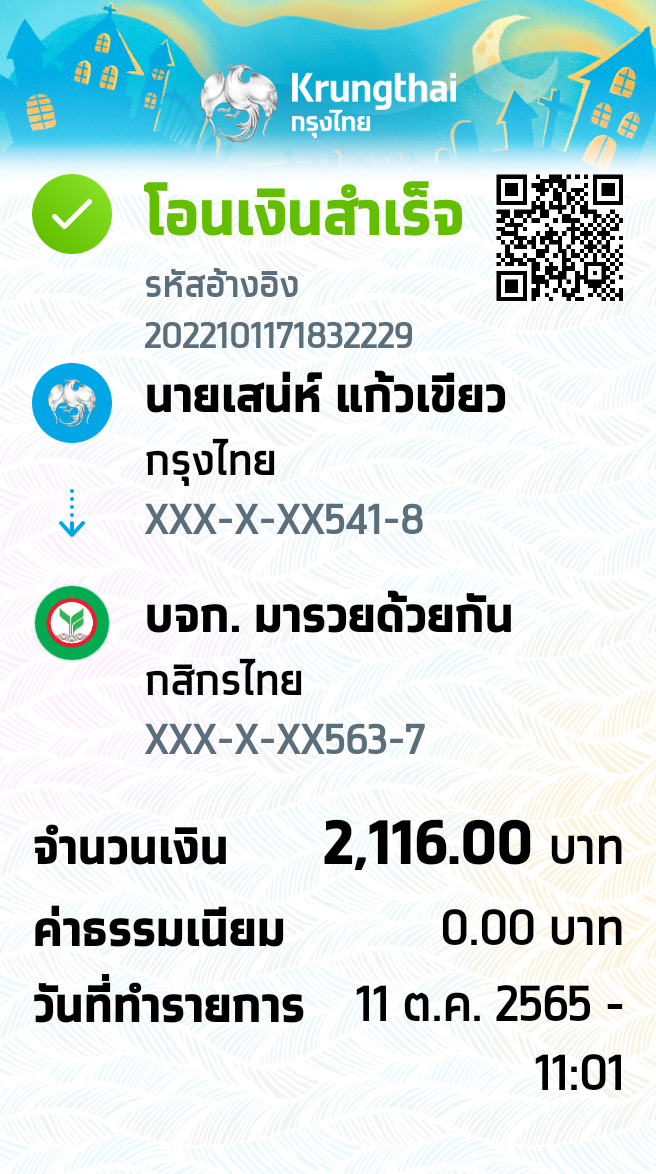 Krungthai
กรุงไทย
โอนเงินสำเร็จ
รหัสอ้างอิง
2022101171832229
นายเสน่ห์ แก้วเขียว
กรุงไทย
XXX-X-XX541-8
บจก. มารวยด้วยกัน
กสิกรไทย
XXX-X-XX563-7
จำนวนเงิน 2,116.00 บาท
ค่าธรรมเนียม 0.00 บาท
วันที่ทำรายการ 11 ต.ค. 2565 -
11:01